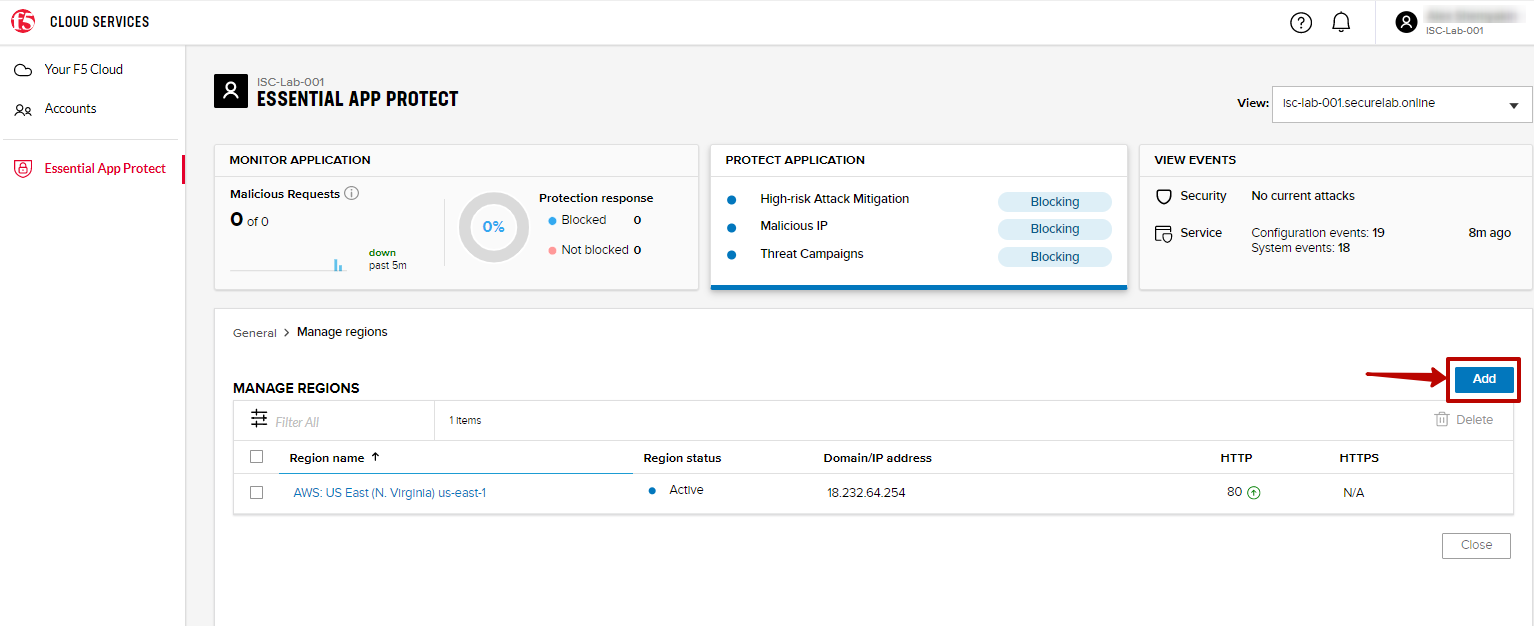 f5 CLOUD SERVICES
ISC-Lab-001
Your F5 Cloud
Accounts
Essential App Protect
ISC-Lab-001
ESSENTIAL APP PROTECT
View: isc-lab-001.securelab.online
MONITOR APPLICATION
Malicious Requests
0 of 0
down
past 5m
0%
Protection response
Blocked 0
Not blocked 0
PROTECT APPLICATION
High-risk Attack Mitigation Blocking
Malicious IP Blocking
Threat Campaigns Blocking
VIEW EVENTS
Security No current attacks
Service Configuration events: 19 8m ago
System events: 18
General > Manage regions
MANAGE REGIONS
Add
Filter All 1 Items Delete
Region name ↑ Region status Domain/IP address HTTP HTTPS
AWS: US East (N. Virginia) us-east-1 Active 18.232.64.254 80 N/A
Close